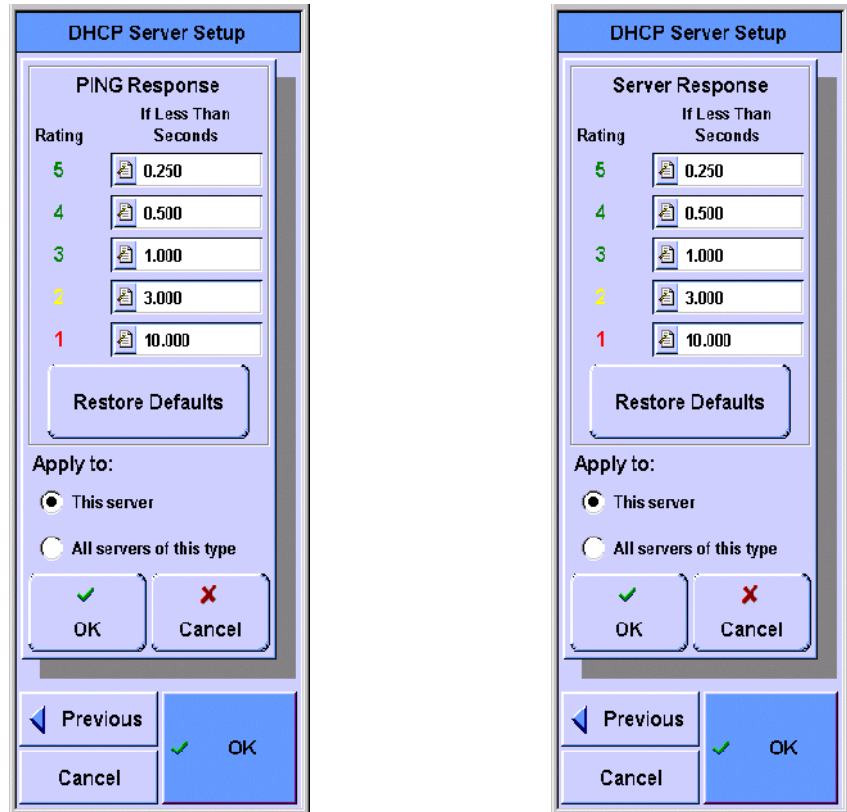 DHCP Server Setup
PING Response
If Less Than
Rating Seconds
5 0.250
4 0.500
3 1.000
2 3.000
1 10.000
Restore Defaults
Apply to:
This server
All servers of this type
OK Cancel
Previous
OK
Cancel
DHCP Server Setup
Server Response
If Less Than
Rating Seconds
5 0.250
4 0.500
3 1.000
2 3.000
1 10.000
Restore Defaults
Apply to:
This server
All servers of this type
OK Cancel
Previous
OK
Cancel